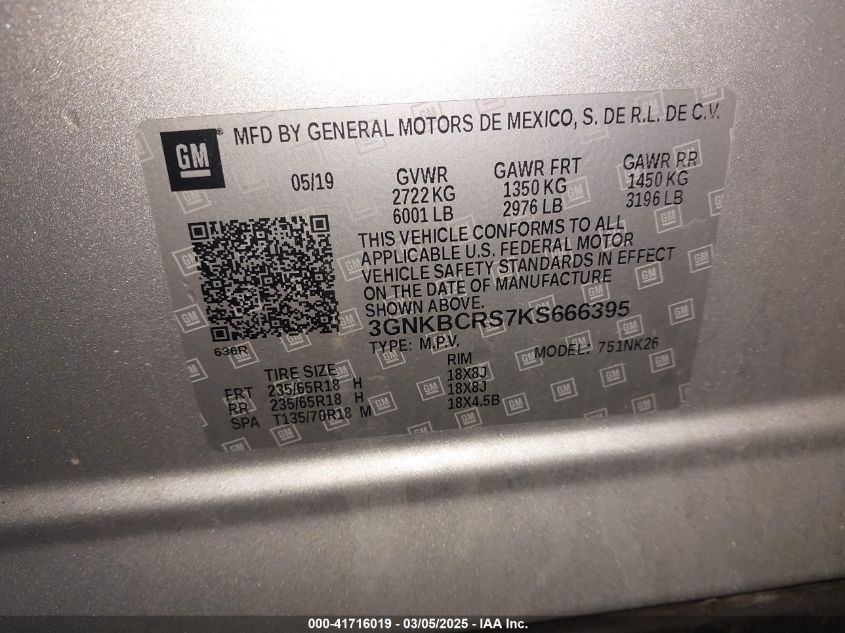 GM ® MFD BY GENERAL MOTORS DE MEXICO, S. DE R.L. DE C.V.
05/19 GVWR GAWR FRT GAWR RR
2722 KG 1350 KG 1450 KG
6001 LB 2976 LB 3196 LB
THIS VEHICLE CONFORMS TO ALL
APPLICABLE U.S. FEDERAL MOTOR
VEHICLE SAFETY STANDARDS IN EFFECT
ON THE DATE OF MANUFACTURE
SHOWN ABOVE.
3GNKBCRS7KS666395
636R TYPE: M.P.V. MODEL: 751NK26
TIRE SIZE RIM
FRT 235/65R18 H 18X8J
RR 235/65R18 H 18X8J
SPA T135/70R18 M 18X4.5B
000-41716019 - 03/05/2025 - IAA Inc.